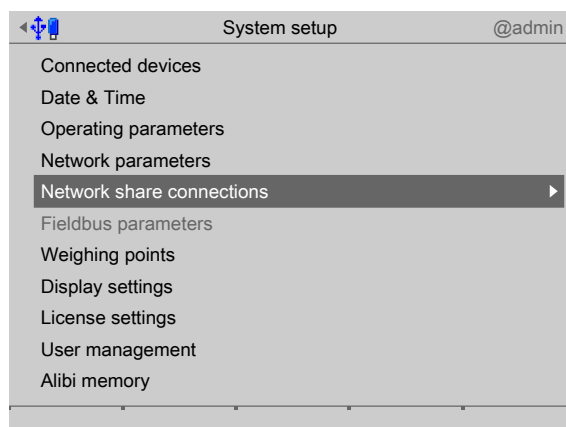 System setup @admin
Connected devices
Date & Time
Operating parameters
Network parameters
Network share connections
Fieldbus parameters
Weighing points
Display settings
License settings
User management
Alibi memory